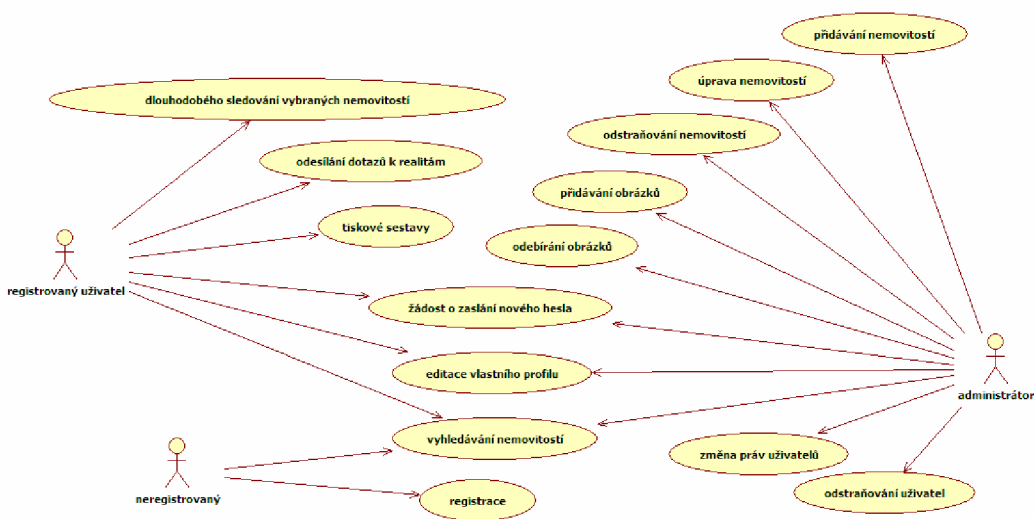 přidávání nemovitostí
úprava nemovitostí
dlouhodobého sledování vybraných nemovitostí
odstraňování nemovitostí
odesílání dotazů k realitám
přidávání obrázků
tiskové sestavy
odebírání obrázků
registrovaný uživatel
žádost o zaslání nového hesla
editace vlastního profilu
administrátor
vyhledávání nemovitostí
změna práv uživatelů
neregistrovaný
registrace
odstraňování uživatel